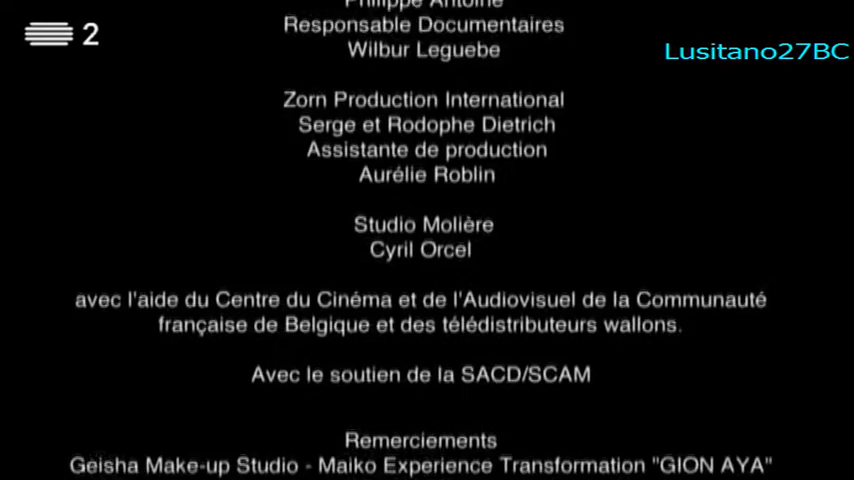 Philippe Antoine
2
Responsable Documentaires
Wilbur Leguebe
Lusitano27BC
Zorn Production International
Serge et Rodophe Dietrich
Assistante de production
Aurélie Roblin
Studio Molière
Cyril Orcel
avec l'aide du Centre du Cinéma et de l'Audiovisuel de la Communauté
française de Belgique et des télédistributeurs wallons.
Avec le soutien de la SACD/SCAM
Remerciements
Geisha Make-up Studio - Maiko Experience Transformation "GION AYA"